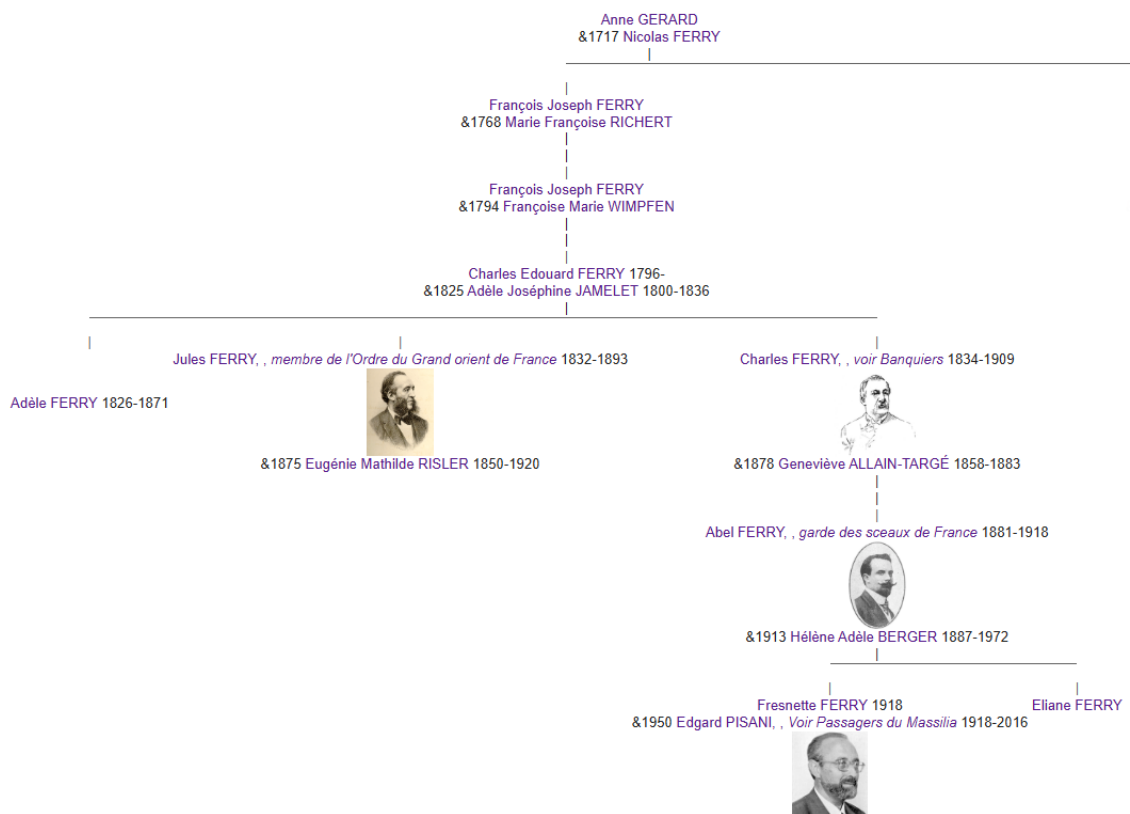 Anne GERARD
&1717 Nicolas FERRY
François Joseph FERRY
&1768 Marie Françoise RICHERT
François Joseph FERRY
&1794 Françoise Marie WIMPFEN
Charles Edouard FERRY 1796-
&1825 Adèle Joséphine JAMELET 1800-1836
Jules FERRY, , membre de l'Ordre du Grand orient de France 1832-1893
Charles FERRY, , voir Banquiers 1834-1909
Adèle FERRY 1826-1871
&1875 Eugénie Mathilde RISLER 1850-1920
&1878 Geneviève ALLAIN-TARGÉ 1858-1883
Abel FERRY, , garde des sceaux de France 1881-1918
&1913 Hélène Adèle BERGER 1887-1972
Fresnette FERRY 1918
Eliane FERRY
&1950 Edgard PISANI, , Voir Passagers du Massilia 1918-2016